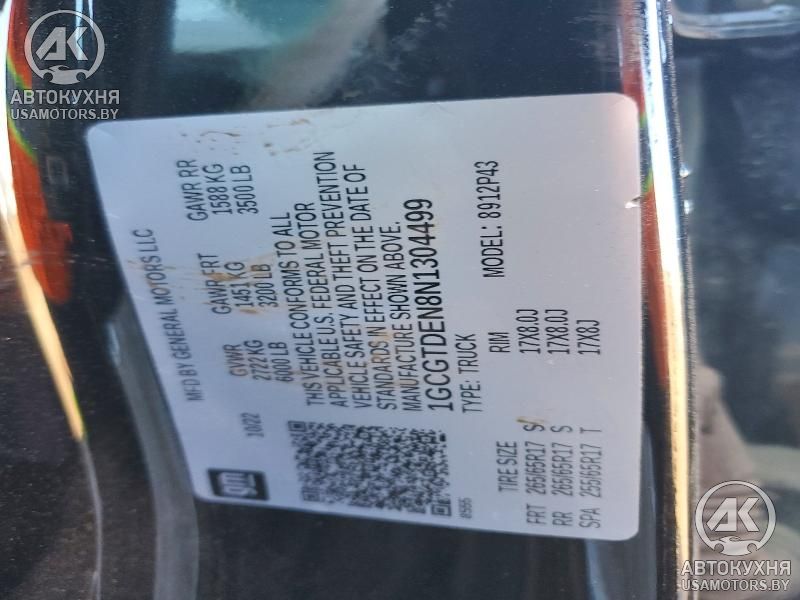 АВТОКУХНЯ
USAMOTORS.BY
MFD BY GENERAL MOTORS LLC
10/22
GVWR
2722 KG
6000 LB
GAWR FRT
1451 KG
3200 LB
GAWR RR
1588 KG
3500 LB
THIS VEHICLE CONFORMS TO ALL
APPLICABLE U.S. FEDERAL MOTOR
VEHICLE SAFETY AND THEFT PREVENTION
STANDARDS IN EFFECT ON THE DATE OF
MANUFACTURE SHOWN ABOVE.
1GCGTDEN8N1304499
TYPE: TRUCK
MODEL: 8912P43
TIRE SIZE RIM
FRT 265/65R17 S 17X8.0J
RR 265/65R17 S 17X8.0J
SPA 255/65R17 T 17X8J
gm
АВТОКУХНЯ
USAMOTORS.BY